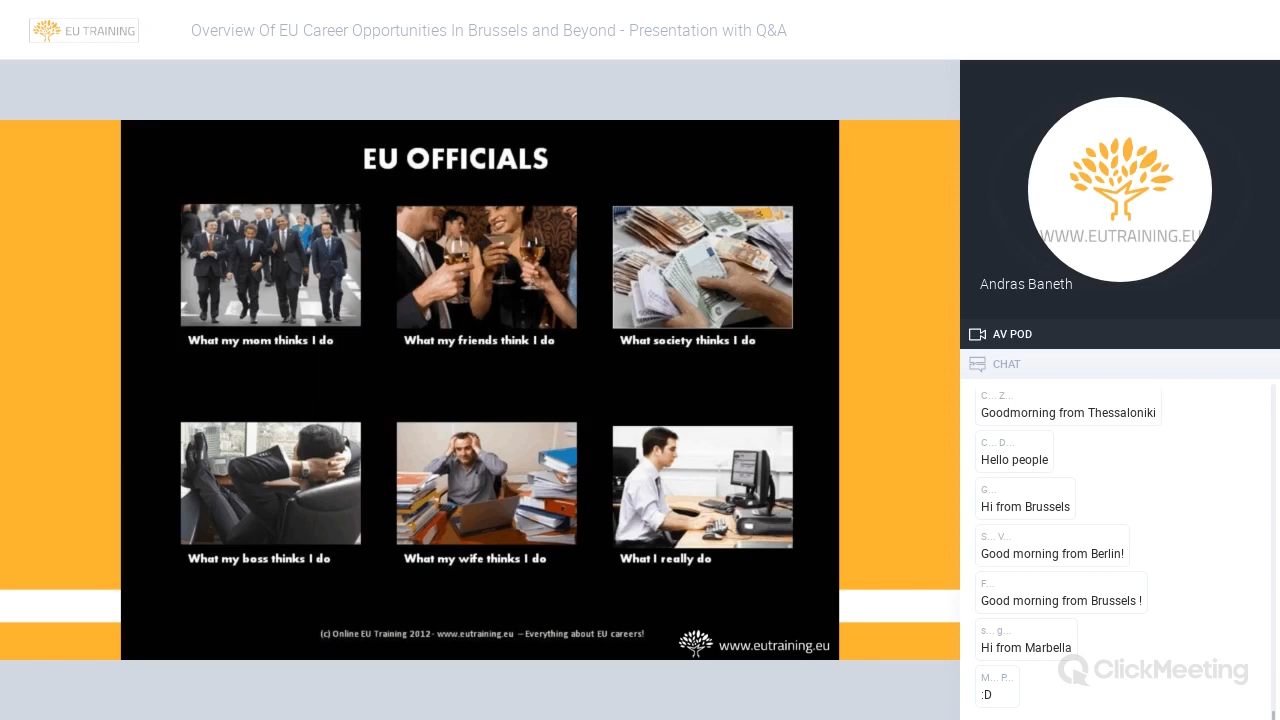 EU TRAINING
Overview Of EU Career Opportunities In Brussels and Beyond - Presentation with Q&A
EU OFFICIALS
What my mom thinks I do
What my friends think I do
What society thinks I do
What my boss thinks I do
What my wife thinks I do
What I really do
(c) Online EU Training 2012 - www.eutraining.eu – Everything about EU careers!
www.eutraining.eu
WWW.EUTRAINING.EU
Andras Baneth
AV POD
CHAT
C... Z...
Goodmorning from Thessaloniki
C... D...
Hello people
G...
Hi from Brussels
S... V...
Good morning from Berlin!
F...
Good morning from Brussels !
s... g...
Hi from Marbella
M... P...
:D
ClickMeeting